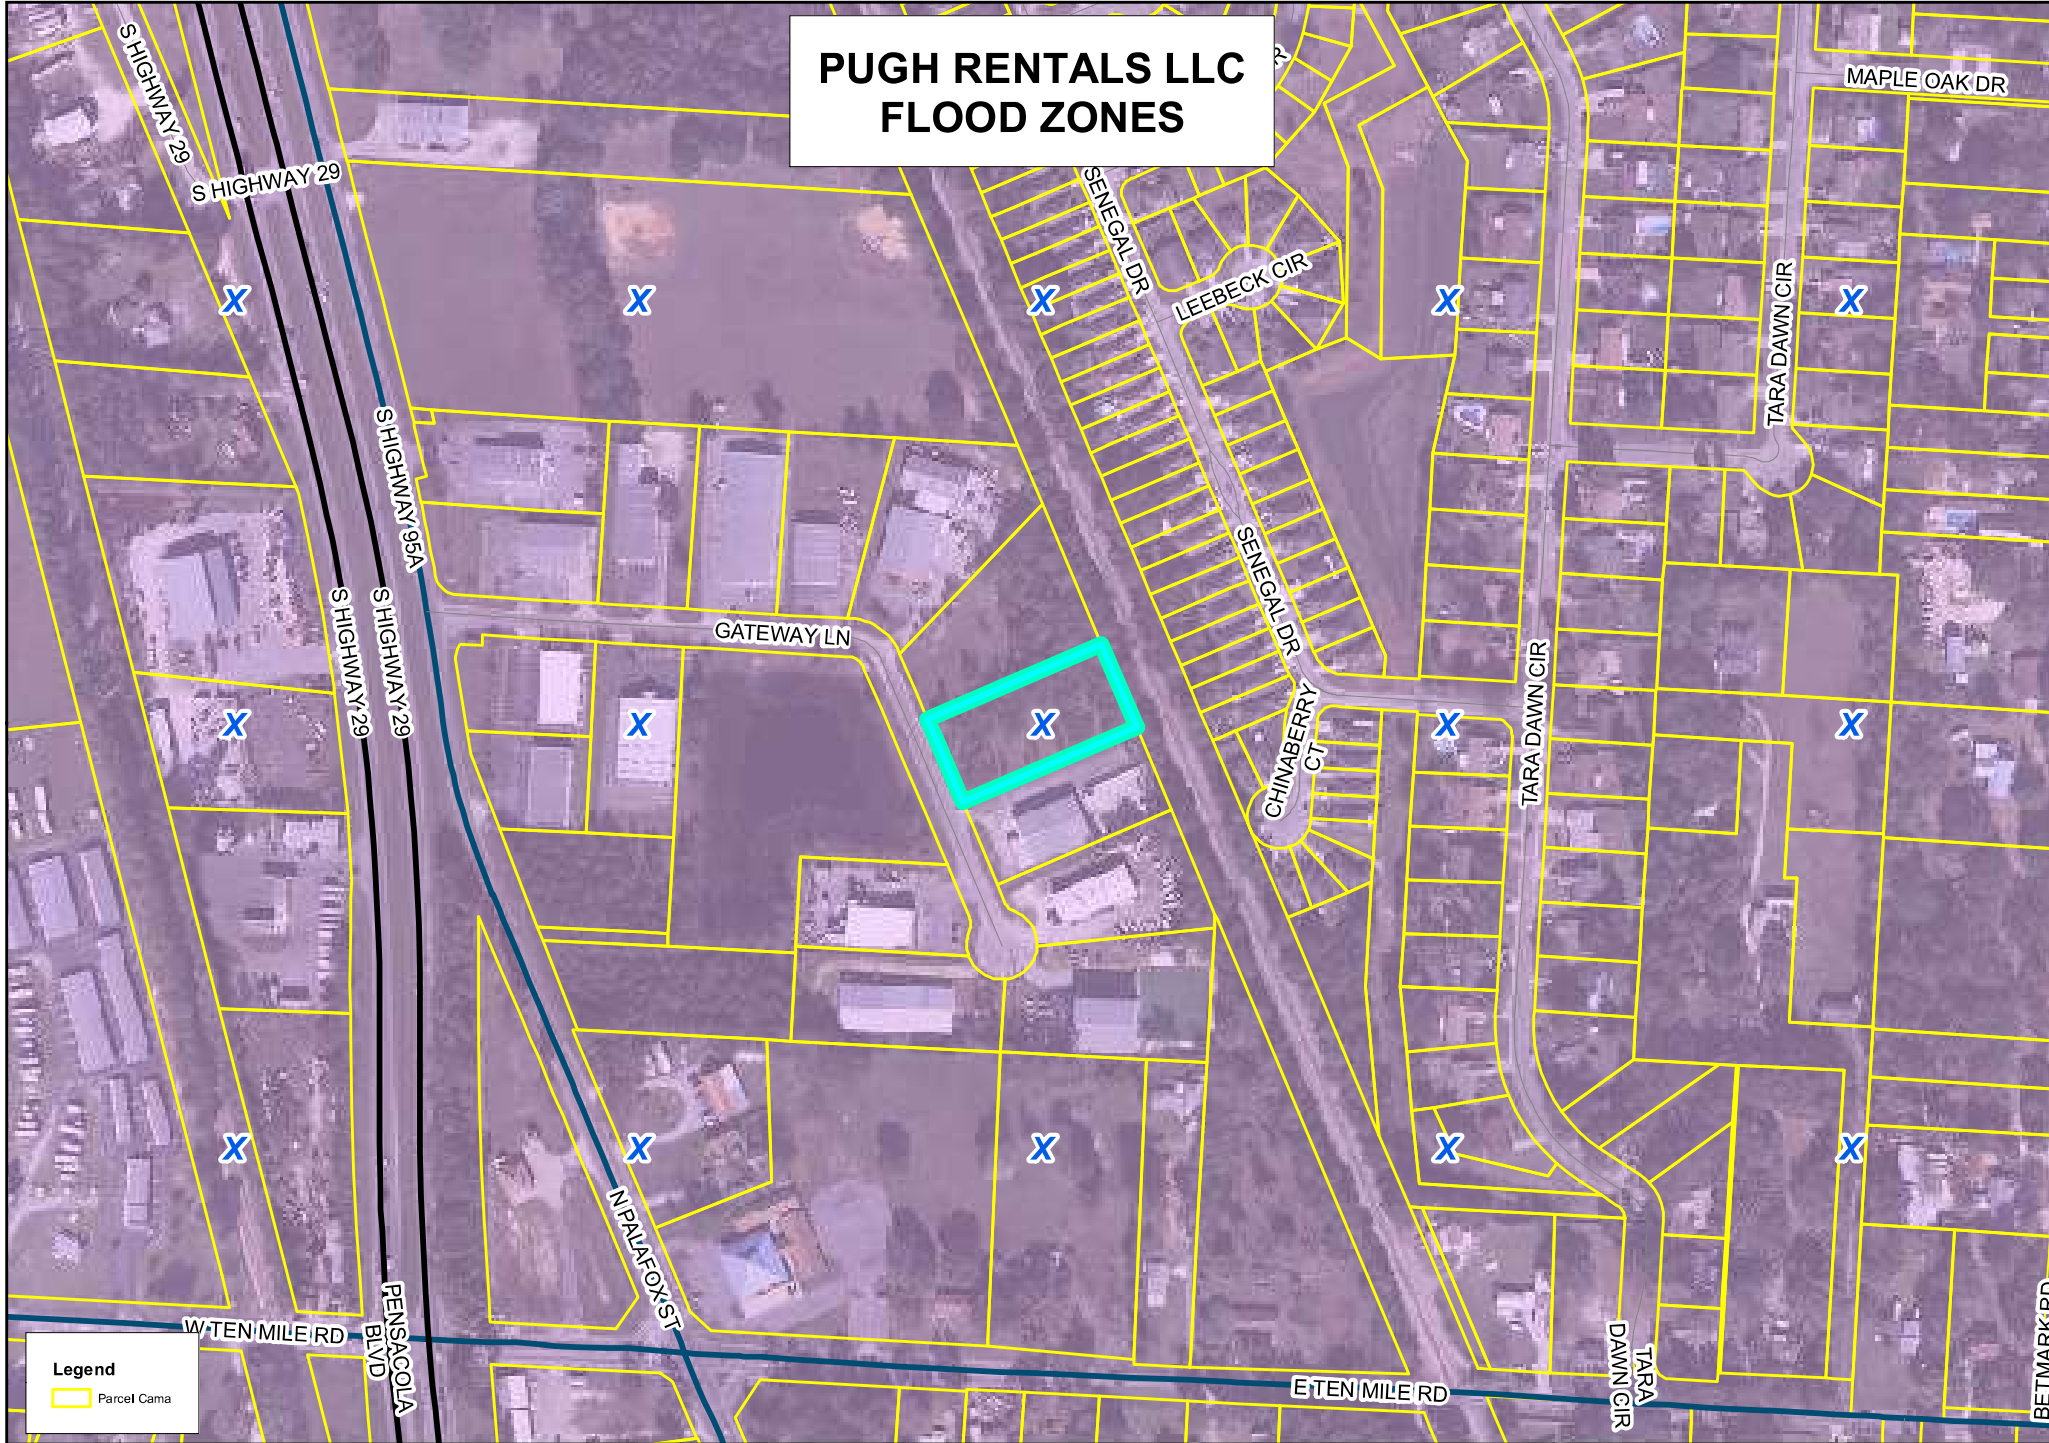 PUGH RENTALS LLC
FLOOD ZONES
R
MAPLE OAK DR
S HIGHWAY 29
S HIGHWAY 29
SENEGAL DR
LEEBECK CIR
TARA DAWN CIR
X
X
X
X
X
S HIGHWAY 95A
SENEGAL DR
S HIGHWAY 29
S HIGHWAY 29
GATEWAY LN
TARA DAWN CIR
CHINABERRY
CT
X
X
X
X
X
X
X
X
X
X
N PALAFOX ST
W TEN MILE RD
PENSACOLA
BLVD
E TEN MILE RD
TARA
DAWN CIR
BETMARK RD
Legend
Parcel Cama